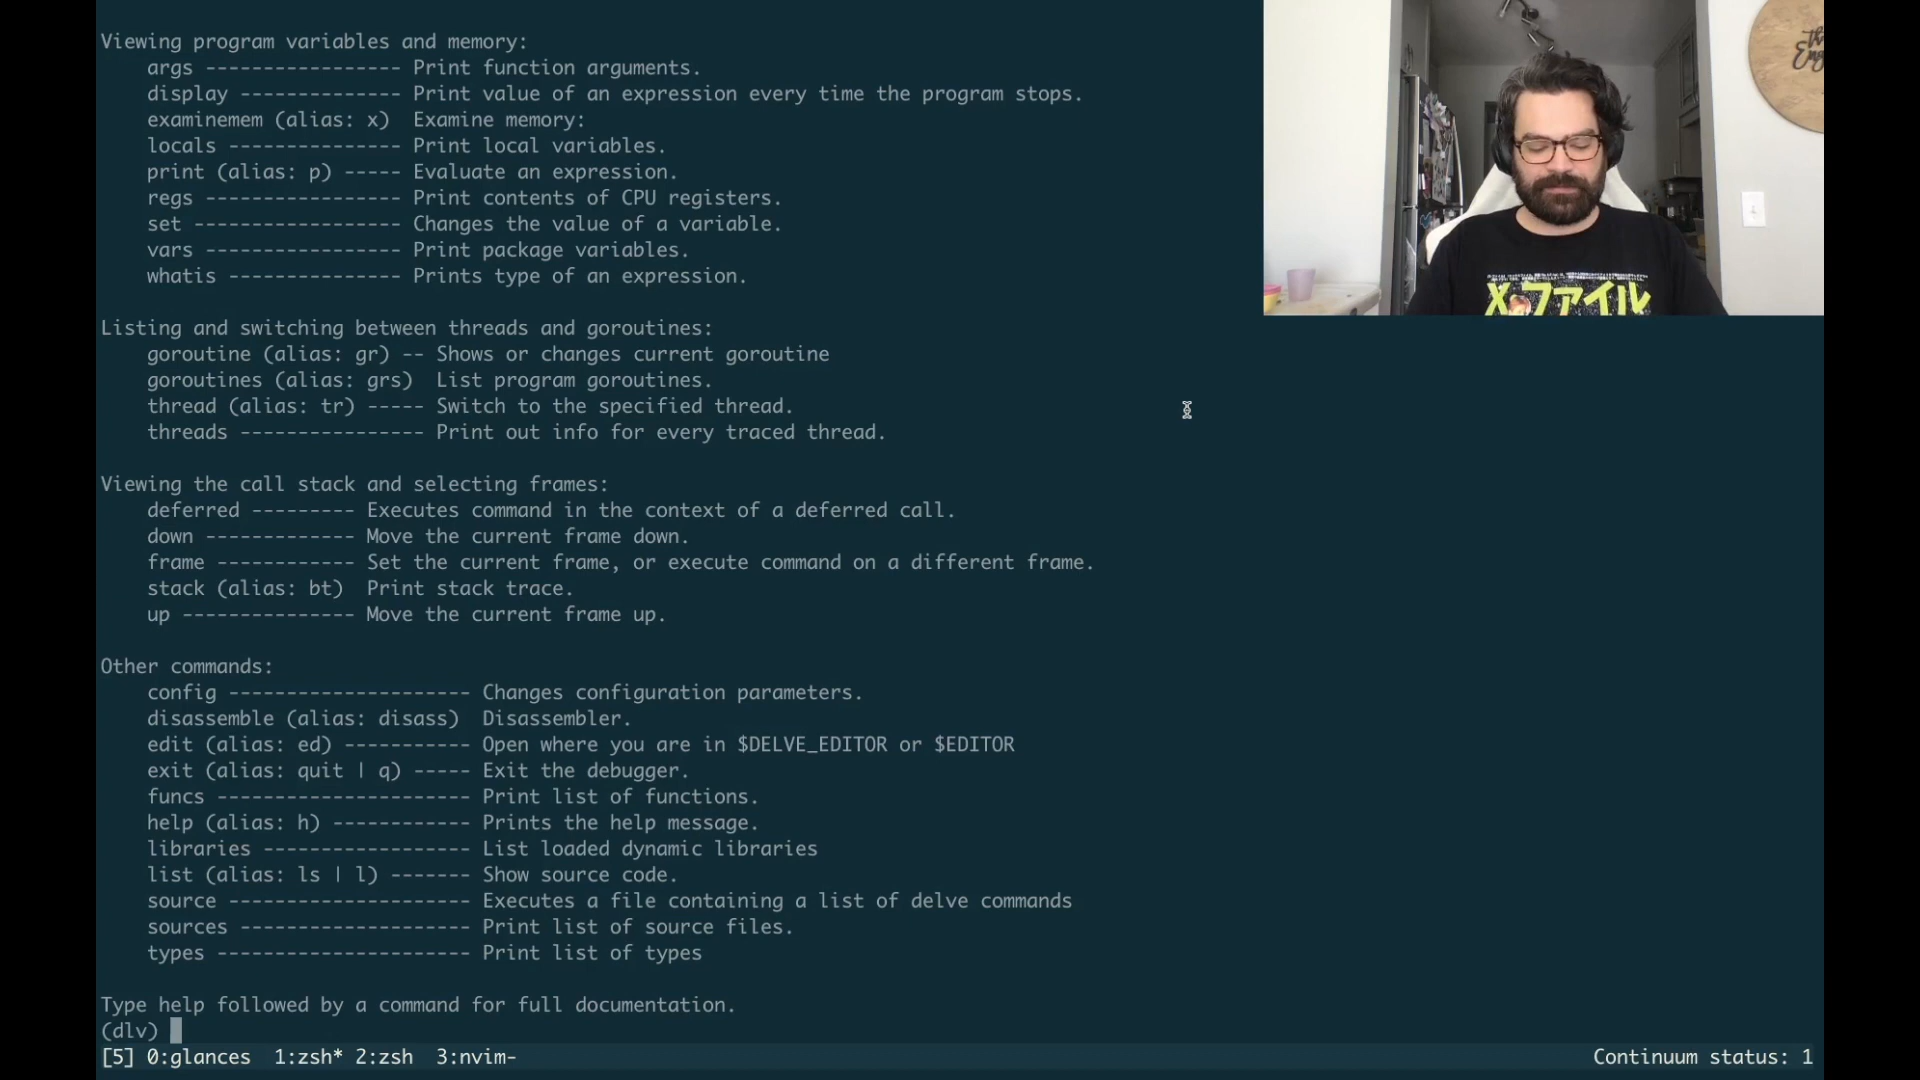 Viewing program variables and memory:
args ----------------- Print function arguments.
display -------------- Print value of an expression every time the program stops.
examinemem (alias: x)  Examine memory:
locals --------------- Print local variables.
print (alias: p) ----- Evaluate an expression.
regs ----------------- Print contents of CPU registers.
set ------------------ Changes the value of a variable.
vars ----------------- Print package variables.
whatis --------------- Prints type of an expression.
Listing and switching between threads and goroutines:
goroutine (alias: gr) -- Shows or changes current goroutine
goroutines (alias: grs)  List program goroutines.
thread (alias: tr) ----- Switch to the specified thread.
threads ---------------- Print out info for every traced thread.
Viewing the call stack and selecting frames:
deferred --------- Executes command in the context of a deferred call.
down ------------- Move the current frame down.
frame ------------ Set the current frame, or execute command on a different frame.
stack (alias: bt)  Print stack trace.
up --------------- Move the current frame up.
Other commands:
config --------------------- Changes configuration parameters.
disassemble (alias: disass)  Disassembler.
edit (alias: ed) ----------- Open where you are in $DELVE_EDITOR or $EDITOR
exit (alias: quit | q) ----- Exit the debugger.
funcs ---------------------- Print list of functions.
help (alias: h) ------------ Prints the help message.
libraries ------------------ List loaded dynamic libraries
list (alias: ls | l) ------- Show source code.
source --------------------- Executes a file containing a list of delve commands
sources -------------------- Print list of source files.
types ---------------------- Print list of types
Type help followed by a command for full documentation.
(dlv)
[5] 0:glances  1:zsh* 2:zsh  3:nvim-
Continuum status: 1
X-ファイル